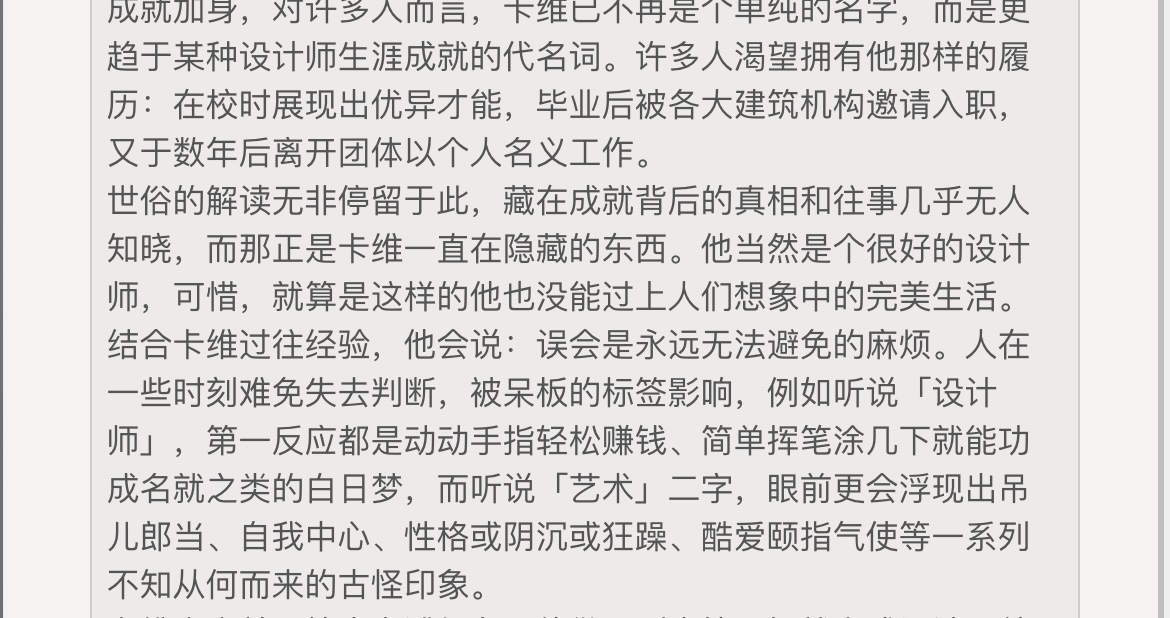 成就加身，对许多人而言，卡维已不再是个单纯的名字，而是更
趋于某种设计师生涯成就的代名词。许多人渴望拥有他那样的履
历：在校时展现出优异才能，毕业后被各大建筑机构邀请入职，
又于数年后离开团体以个人名义工作。
世俗的解读无非停留于此，藏在成就背后的真相和往事几乎无人
知晓，而那正是卡维一直在隐藏的东西。他当然是个很好的设计
师，可惜，就算是这样的他也没能过上人们想象中的完美生活。
结合卡维过往经验，他会说：误会是永远无法避免的麻烦。人在
一些时刻难免失去判断，被呆板的标签影响，例如听说「设计
师」，第一反应都是动动手指轻松赚钱、简单挥笔涂几下就能功
成名就之类的白日梦，而听说「艺术」二字，眼前更会浮现出吊
儿郎当、自我中心、性格或阴沉或狂躁、酷爱颐指气使等一系列
不知从何而来的古怪印象。